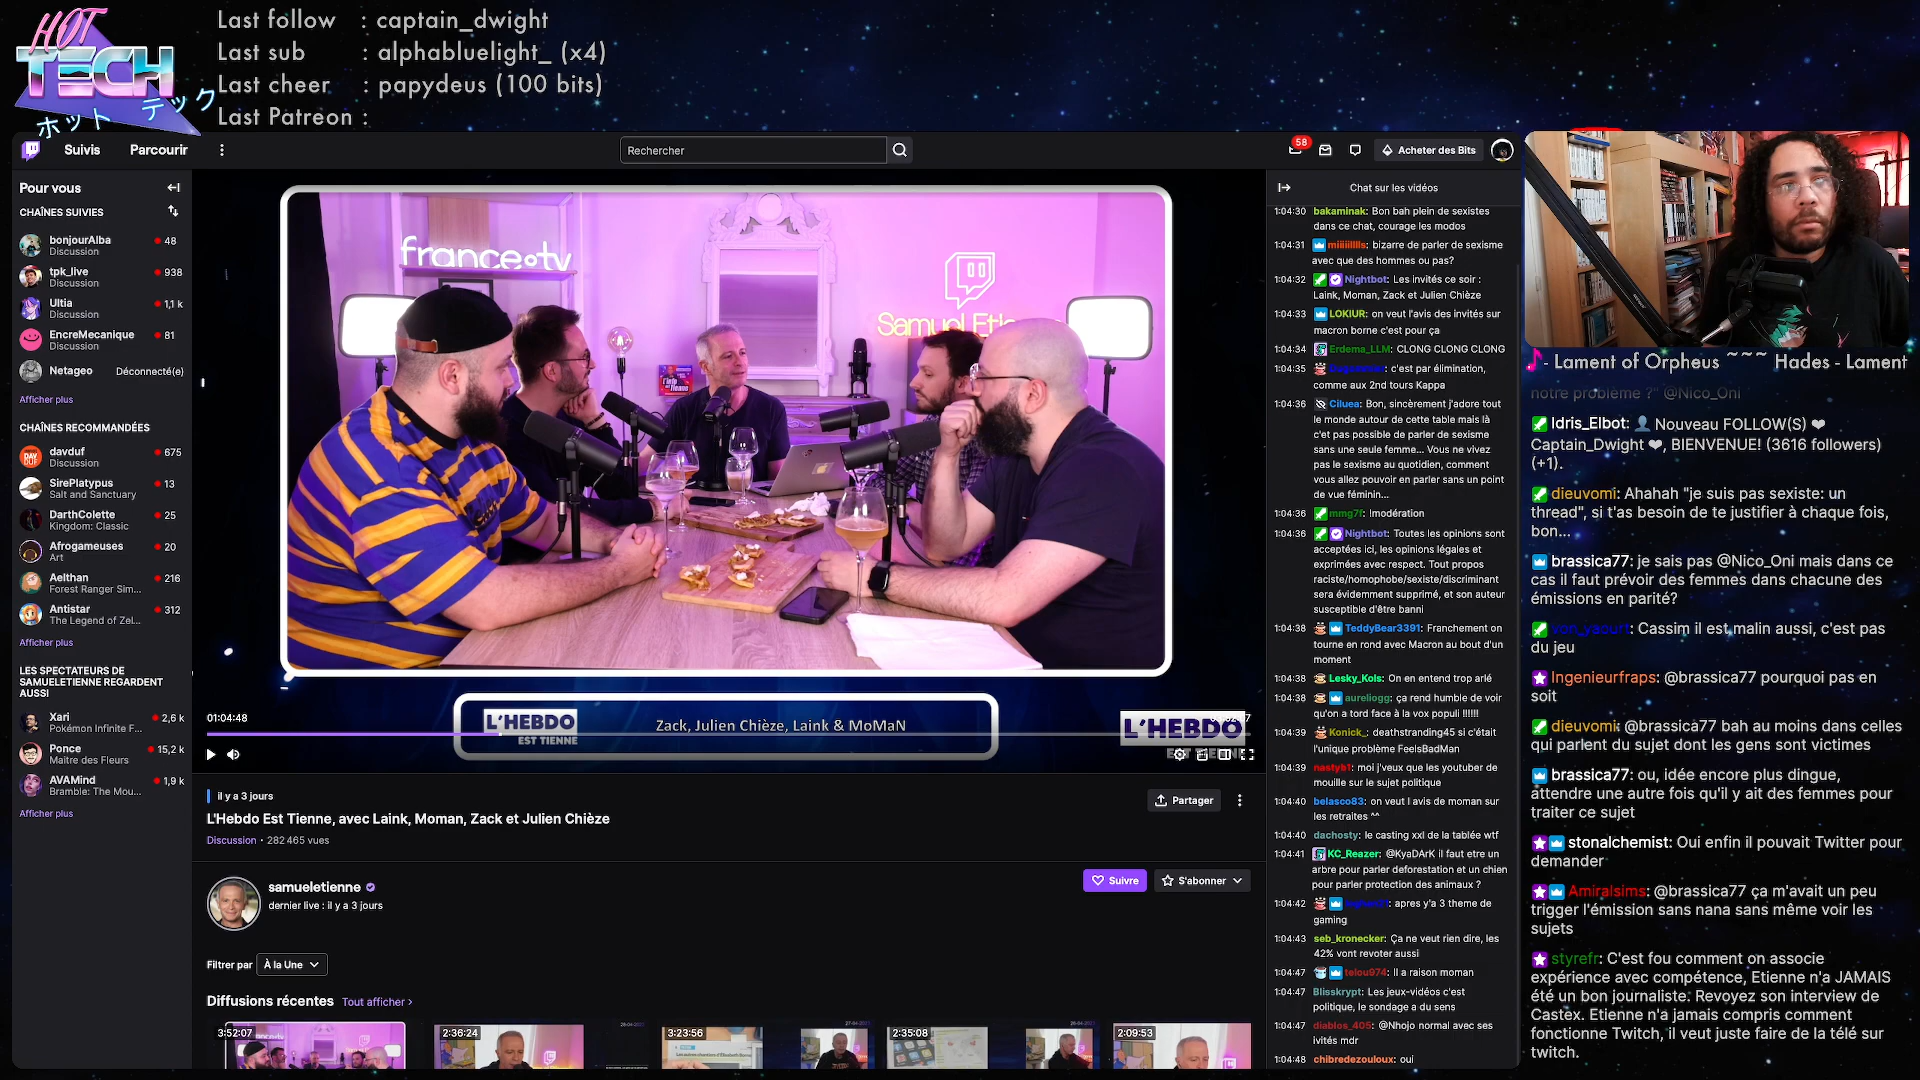 HOT
TECH
ホット テック
Last follow : captain_dwight
Last sub : alphabluelight_ (x4)
Last cheer : papydeus (100 bits)
Last Patreon :
Suivis
Parcourir
Rechercher
58
Acheter des Bits
Pour vous
CHAÎNES SUIVIES
bonjourAlba
48
Discussion
tpk_live
938
Discussion
Ultia
1,1 k
Discussion
EncreMecanique
81
Discussion
Netageo
Déconnecté(e)
Afficher plus
CHAÎNES RECOMMANDÉES
davduf
675
Discussion
SirePlatypus
13
Salt and Sanctuary
DarthColette
25
Kingdom: Classic
Afrogameuses
20
Art
Aelthan
216
Forest Ranger Sim...
Antistar
312
The Legend of Zel...
Afficher plus
LES SPECTATEURS DE
SAMUELETIENNE REGARDENT
AUSSI
Xari
2,6 k
Pokémon Infinite F...
Ponce
15,2 k
Maitre des Fleurs
AVAMind
1,9 k
Bramble: The Mou...
Afficher plus
france•tv
01:04:48
L'HEBDO
EST TIENNE
Zack, Julien Chièze, Laink & MoMaN
L'HEBDO
il y a 3 jours
Partager
L'Hebdo Est Tienne, avec Laink, Moman, Zack et Julien Chièze
Discussion • 282 465 vues
samueletienne
dernier live : il y a 3 jours
Suivre
S'abonner
Filtrer par
À la Une
Diffusions récentes
Tout afficher
3:52:07
2:36:24
3:23:56
2:35:08
2:09:53
Chat sur les vidéos
1:04:30 bakaminak: Bon bah plein de sexistes
dans ce chat, courage les modos
1:04:31 bizarre de parler de sexisme
avec que des hommes ou pas?
1:04:32 Nightbot: Les invités ce soir :
Laink, Moman, Zack et Julien Chièze
1:04:33 LOKIUR: on veut l'avis des invités sur
macron borne c'est pour ça
1:04:34 Erdema_LLM: CLONG CLONG CLONG
1:04:35 c'est par élimination,
comme aux 2nd tours Kappa
1:04:36 Ciluea: Bon, sincèrement j'adore tout
le monde autour de cette table mais là
c'et pas possible de parler de sexisme
sans une seule femme... Vous ne vivez
pas le sexisme au quotidien, comment
vous allez pouvoir en parler sans un point
de vue féminin...
1:04:36 mmg7f: !modération
1:04:36 Nightbot: Toutes les opinions sont
acceptées ici, les opinions légales et
exprimées avec respect. Tout propos
raciste/homophobe/sexiste/discriminant
sera évidemment supprimé, et son auteur
susceptible d'être banni
1:04:38 TeddyBear3391: Franchement on
tourne en rond avec Macron au bout d'un
moment
1:04:38 Lesky_Kols: On en entend trop arlé
1:04:38 aureliogg: ça rend humble de voir
qu'on a tord face à la vox populi !!!!!!
1:04:39 Konick_: deathstranding45 si c'était
l'unique problème FeelsBadMan
1:04:39 nastyb1: moi j'veux que les youtuber de
mouille sur le sujet politique
1:04:40 belasco83: on veut l avis de moman sur
les retraites ^^
1:04:40 dachosty: le casting xxl de la tablée wtf
1:04:41 KC_Reazer: @KyaDArK il faut etre un
arbre pour parler deforestation et un chien
pour parler protection des animaux ?
1:04:42 : apres y'a 3 theme de
gaming
1:04:43 seb_kronecker: Ça ne veut rien dire, les
42% vont revoter aussi
1:04:47 telou974: Il a raison moman
1:04:47 Blisskrypt: Les jeux-vidéos c'est
politique, le sondage a du sens
1:04:47 diablos_405: @Nhojo normal avec ses
ivités mdr
1:04:48 chibredezouloux: oui
- Lament of Orpheus ~~~ Hades - Lament
notre problème ?" @Nico_Oni
Idris_Elbot: Nouveau FOLLOW(S) ❤
Captain_Dwight ❤, BIENVENUE! (3616 followers)
(+1).
dieuvomi: Ahahah "je suis pas sexiste: un
thread", si t'as besoin de te justifier à chaque fois,
bon...
brassica77: je sais pas @Nico_Oni mais dans ce
cas il faut prévoir des femmes dans chacune des
émissions en parité?
von_yaourt: Cassim il est malin aussi, c'est pas
du jeu
Ingenieurfraps: @brassica77 pourquoi pas en
soit
dieuvomi: @brassica77 bah au moins dans celles
qui parlent du sujet dont les gens sont victimes
brassica77: ou, idée encore plus dingue,
attendre une autre fois qu'il y ait des femmes pour
traiter ce sujet
stonalchemist: Oui enfin il pouvait Twitter pour
demander
Amiralsims: @brassica77 ça m'avait un peu
trigger l'émission sans nana sans même voir les
sujets
styrefr: C'est fou comment on associe
expérience avec compétence, Etienne n'a JAMAIS
été un bon journaliste. Revoyez son interview de
Castex. Etienne n'a jamais compris comment
fonctionne Twitch, il veut juste faire de la télé sur
twitch.